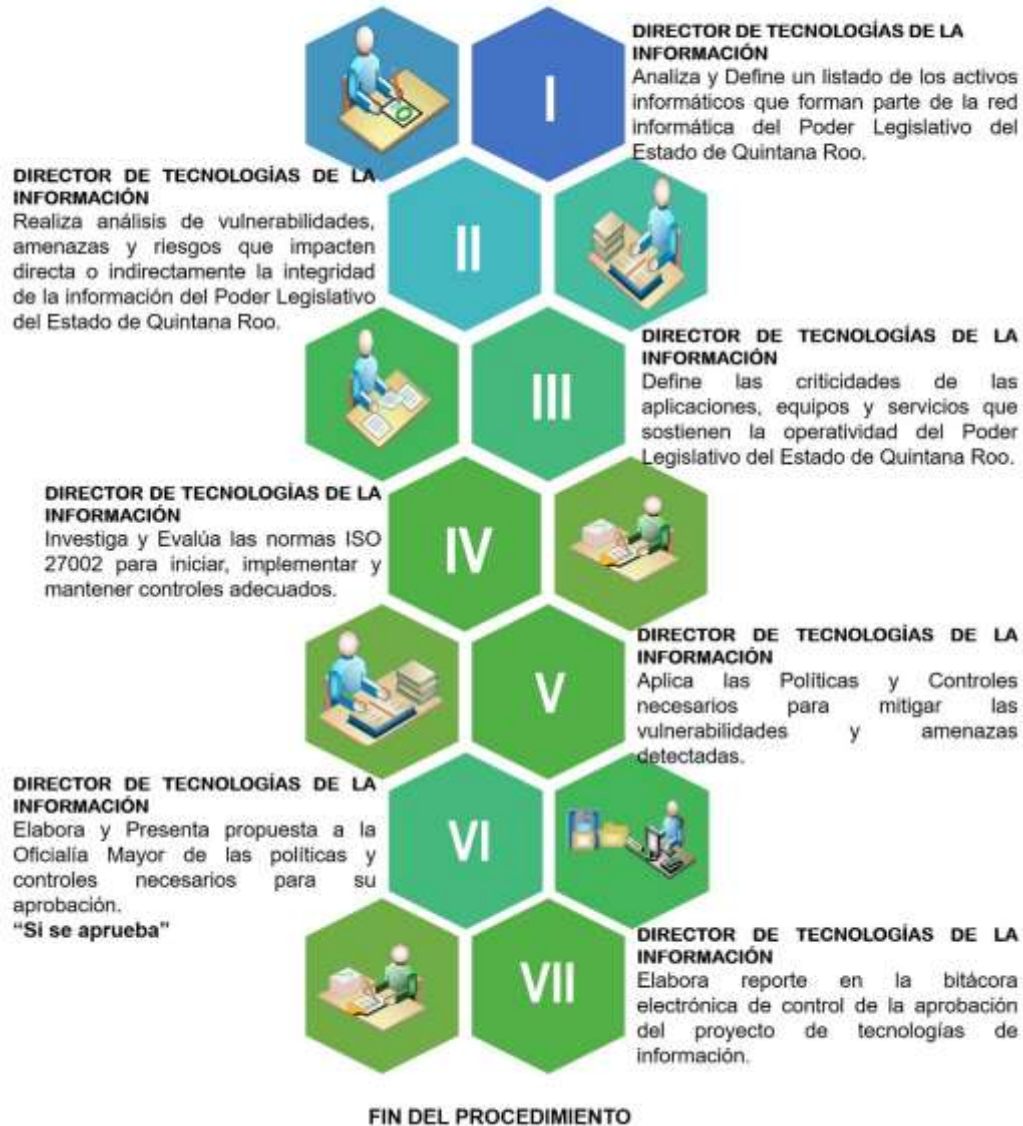 I
DIRECTOR DE TECNOLOGÍAS DE LA
INFORMACIÓN
Analiza y Define un listado de los activos
informáticos que forman parte de la red
informática del Poder Legislativo del
Estado de Quintana Roo.
DIRECTOR DE TECNOLOGÍAS DE LA
INFORMACIÓN
Realiza análisis de vulnerabilidades,
amenazas y riesgos que impacten
directa o indirectamente la integridad
de la información del Poder Legislativo
del Estado de Quintana Roo.
II
III
DIRECTOR DE TECNOLOGÍAS DE LA
INFORMACIÓN
Define las criticidades de las
aplicaciones, equipos y servicios que
sostienen la operatividad del Poder
Legislativo del Estado de Quintana Roo.
DIRECTOR DE TECNOLOGÍAS DE LA
INFORMACIÓN
Investiga y Evalúa las normas ISO
27002 para iniciar, implementar y
mantener controles adecuados.
IV
V
DIRECTOR DE TECNOLOGÍAS DE LA
INFORMACIÓN
Aplica las Políticas y Controles
necesarios para mitigar las
vulnerabilidades y amenazas
detectadas.
DIRECTOR DE TECNOLOGÍAS DE LA
INFORMACIÓN
Elabora y Presenta propuesta a la
Oficialía Mayor de las políticas y
controles necesarios para su
aprobación.
“Si se aprueba”
VI
VII
DIRECTOR DE TECNOLOGÍAS DE LA
INFORMACIÓN
Elabora reporte en la bitácora
electrónica de control de la aprobación
del proyecto de tecnologías de
información.
FIN DEL PROCEDIMIENTO